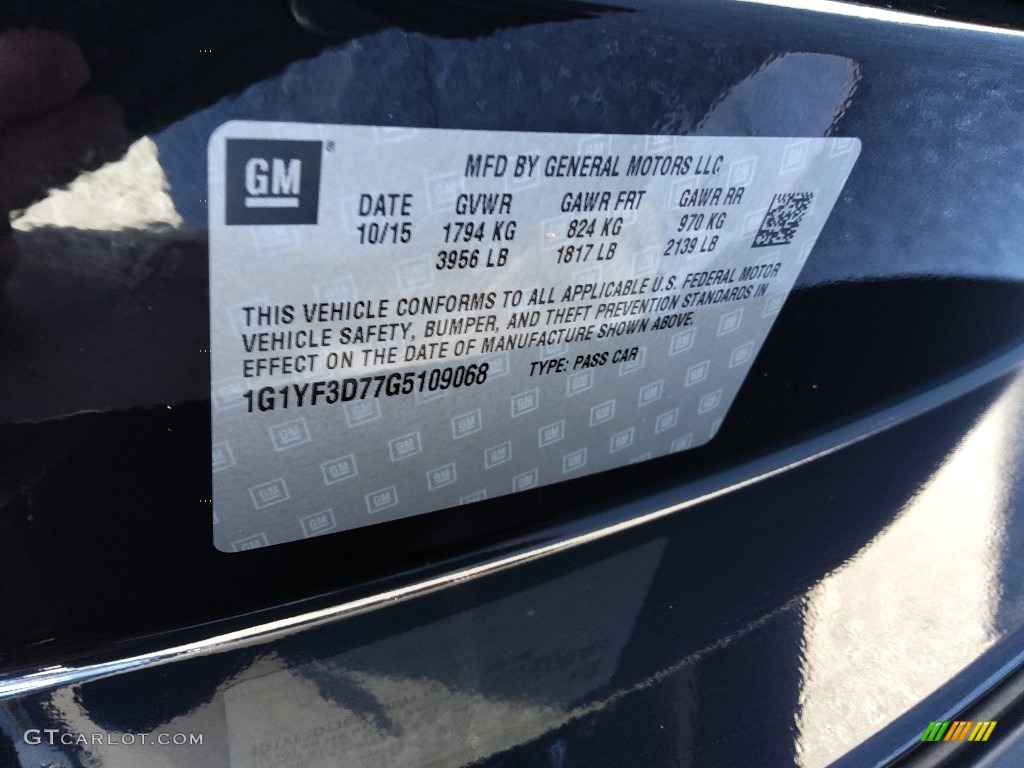 GM®
MFD BY GENERAL MOTORS LLC
DATE GVWR GAWR FRT GAWR RR
10/15 1794 KG 824 KG 970 KG
3956 LB 1817 LB 2139 LB
THIS VEHICLE CONFORMS TO ALL APPLICABLE U.S. FEDERAL MOTOR
VEHICLE SAFETY, BUMPER, AND THEFT PREVENTION STANDARDS IN
EFFECT ON THE DATE OF MANUFACTURE SHOWN ABOVE.
1G1YF3D77G5109068 TYPE: PASS CAR
GTCARLOT.COM